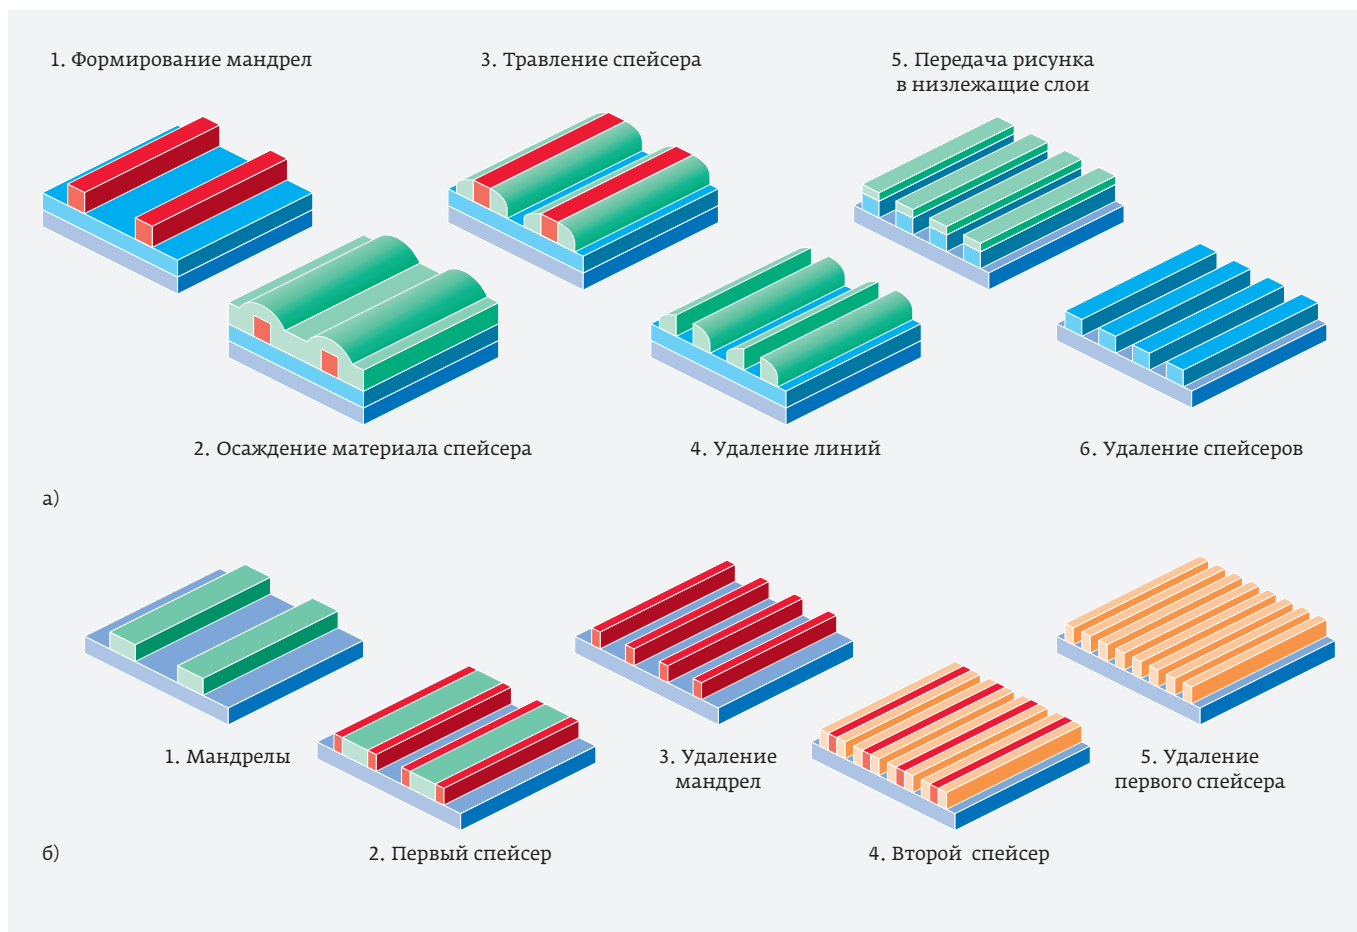 1. Формирование мандрел
3. Травление спейсера
5. Передача рисунка
в низлежащие слои
2. Осаждение материала спейсера
4. Удаление линий
6. Удаление спейсеров
а)
1. Мандрелы
3. Удаление
мандрел
5. Удаление
первого спейсера
2. Первый спейсер
4. Второй спейсер
б)